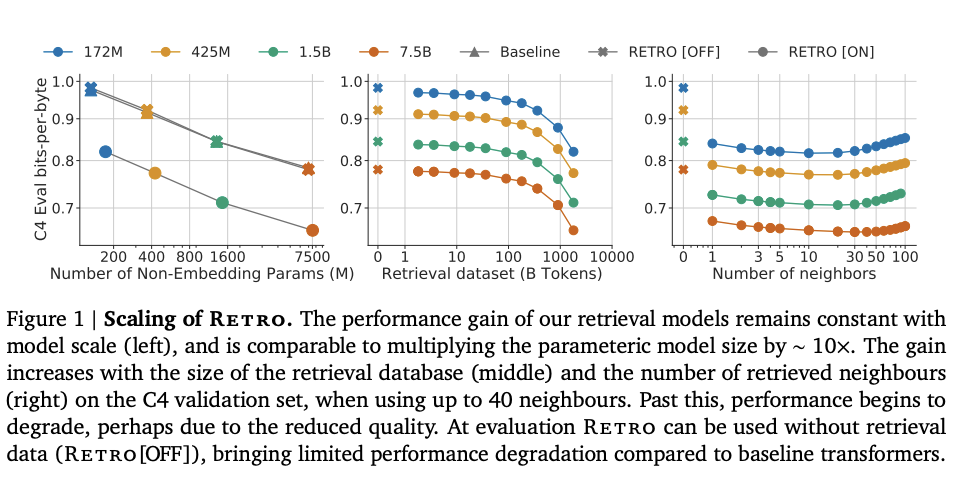 172M 425M 1.5B 7.5B Baseline RETRO [OFF] RETRO [ON]
C4 Eval bits-per-byte
1.0
0.9
0.8
0.7
200 400 800 1600 7500
Number of Non-Embedding Params (M)
1.0
0.9
0.8
0.7
0 1 10 100 1000 10000
Retrieval dataset (B Tokens)
1.0
0.9
0.8
0.7
0 1 3 5 10 30 50 100
Number of neighbors
Figure 1 | Scaling of RETRO. The performance gain of our retrieval models remains constant with
model scale (left), and is comparable to multiplying the parameteric model size by ~ 10×. The gain
increases with the size of the retrieval database (middle) and the number of retrieved neighbours
(right) on the C4 validation set, when using up to 40 neighbours. Past this, performance begins to
degrade, perhaps due to the reduced quality. At evaluation RETRO can be used without retrieval
data (RETRO[OFF]), bringing limited performance degradation compared to baseline transformers.